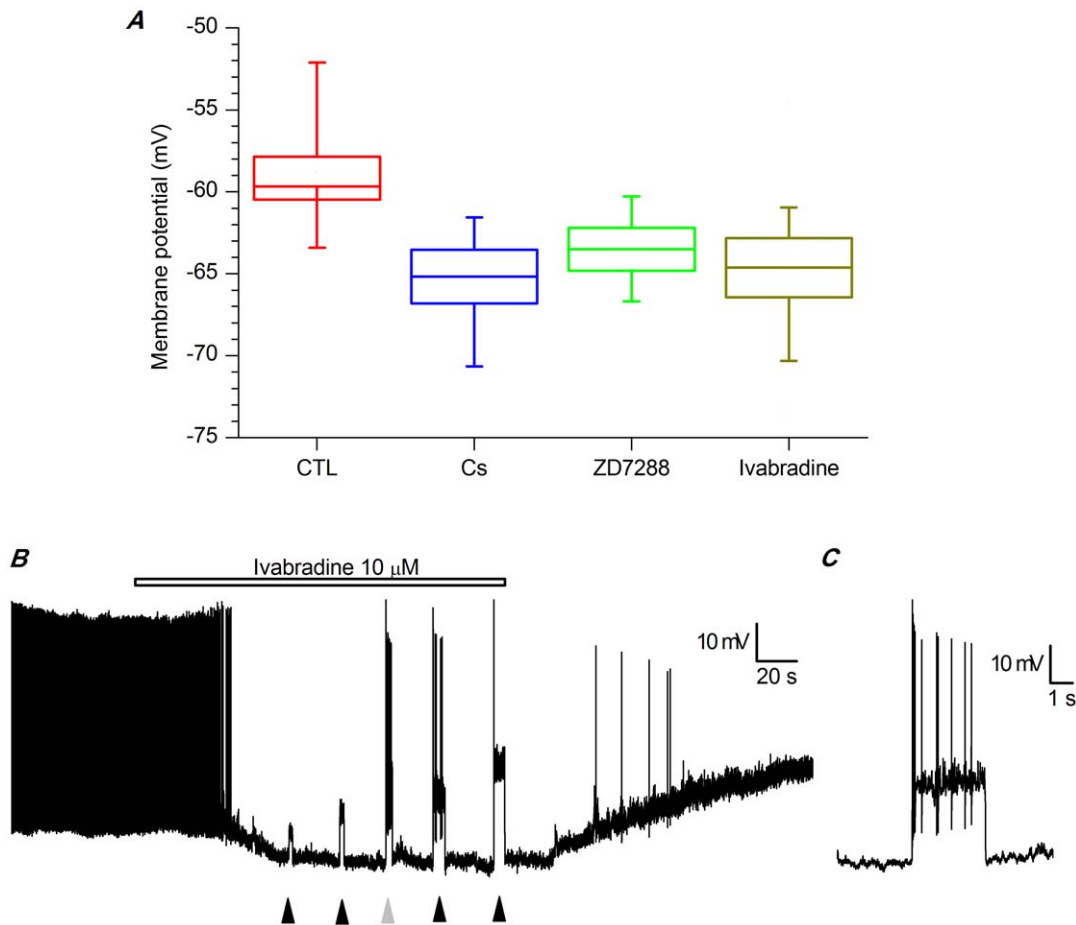 A
Membrane potential (mV)
-50
-55
-60
-65
-70
-75
CTL
Cs
ZD7288
Ivabradine
B
Ivabradine 10 μM
10 mV
20 s
C
10 mV
1 s